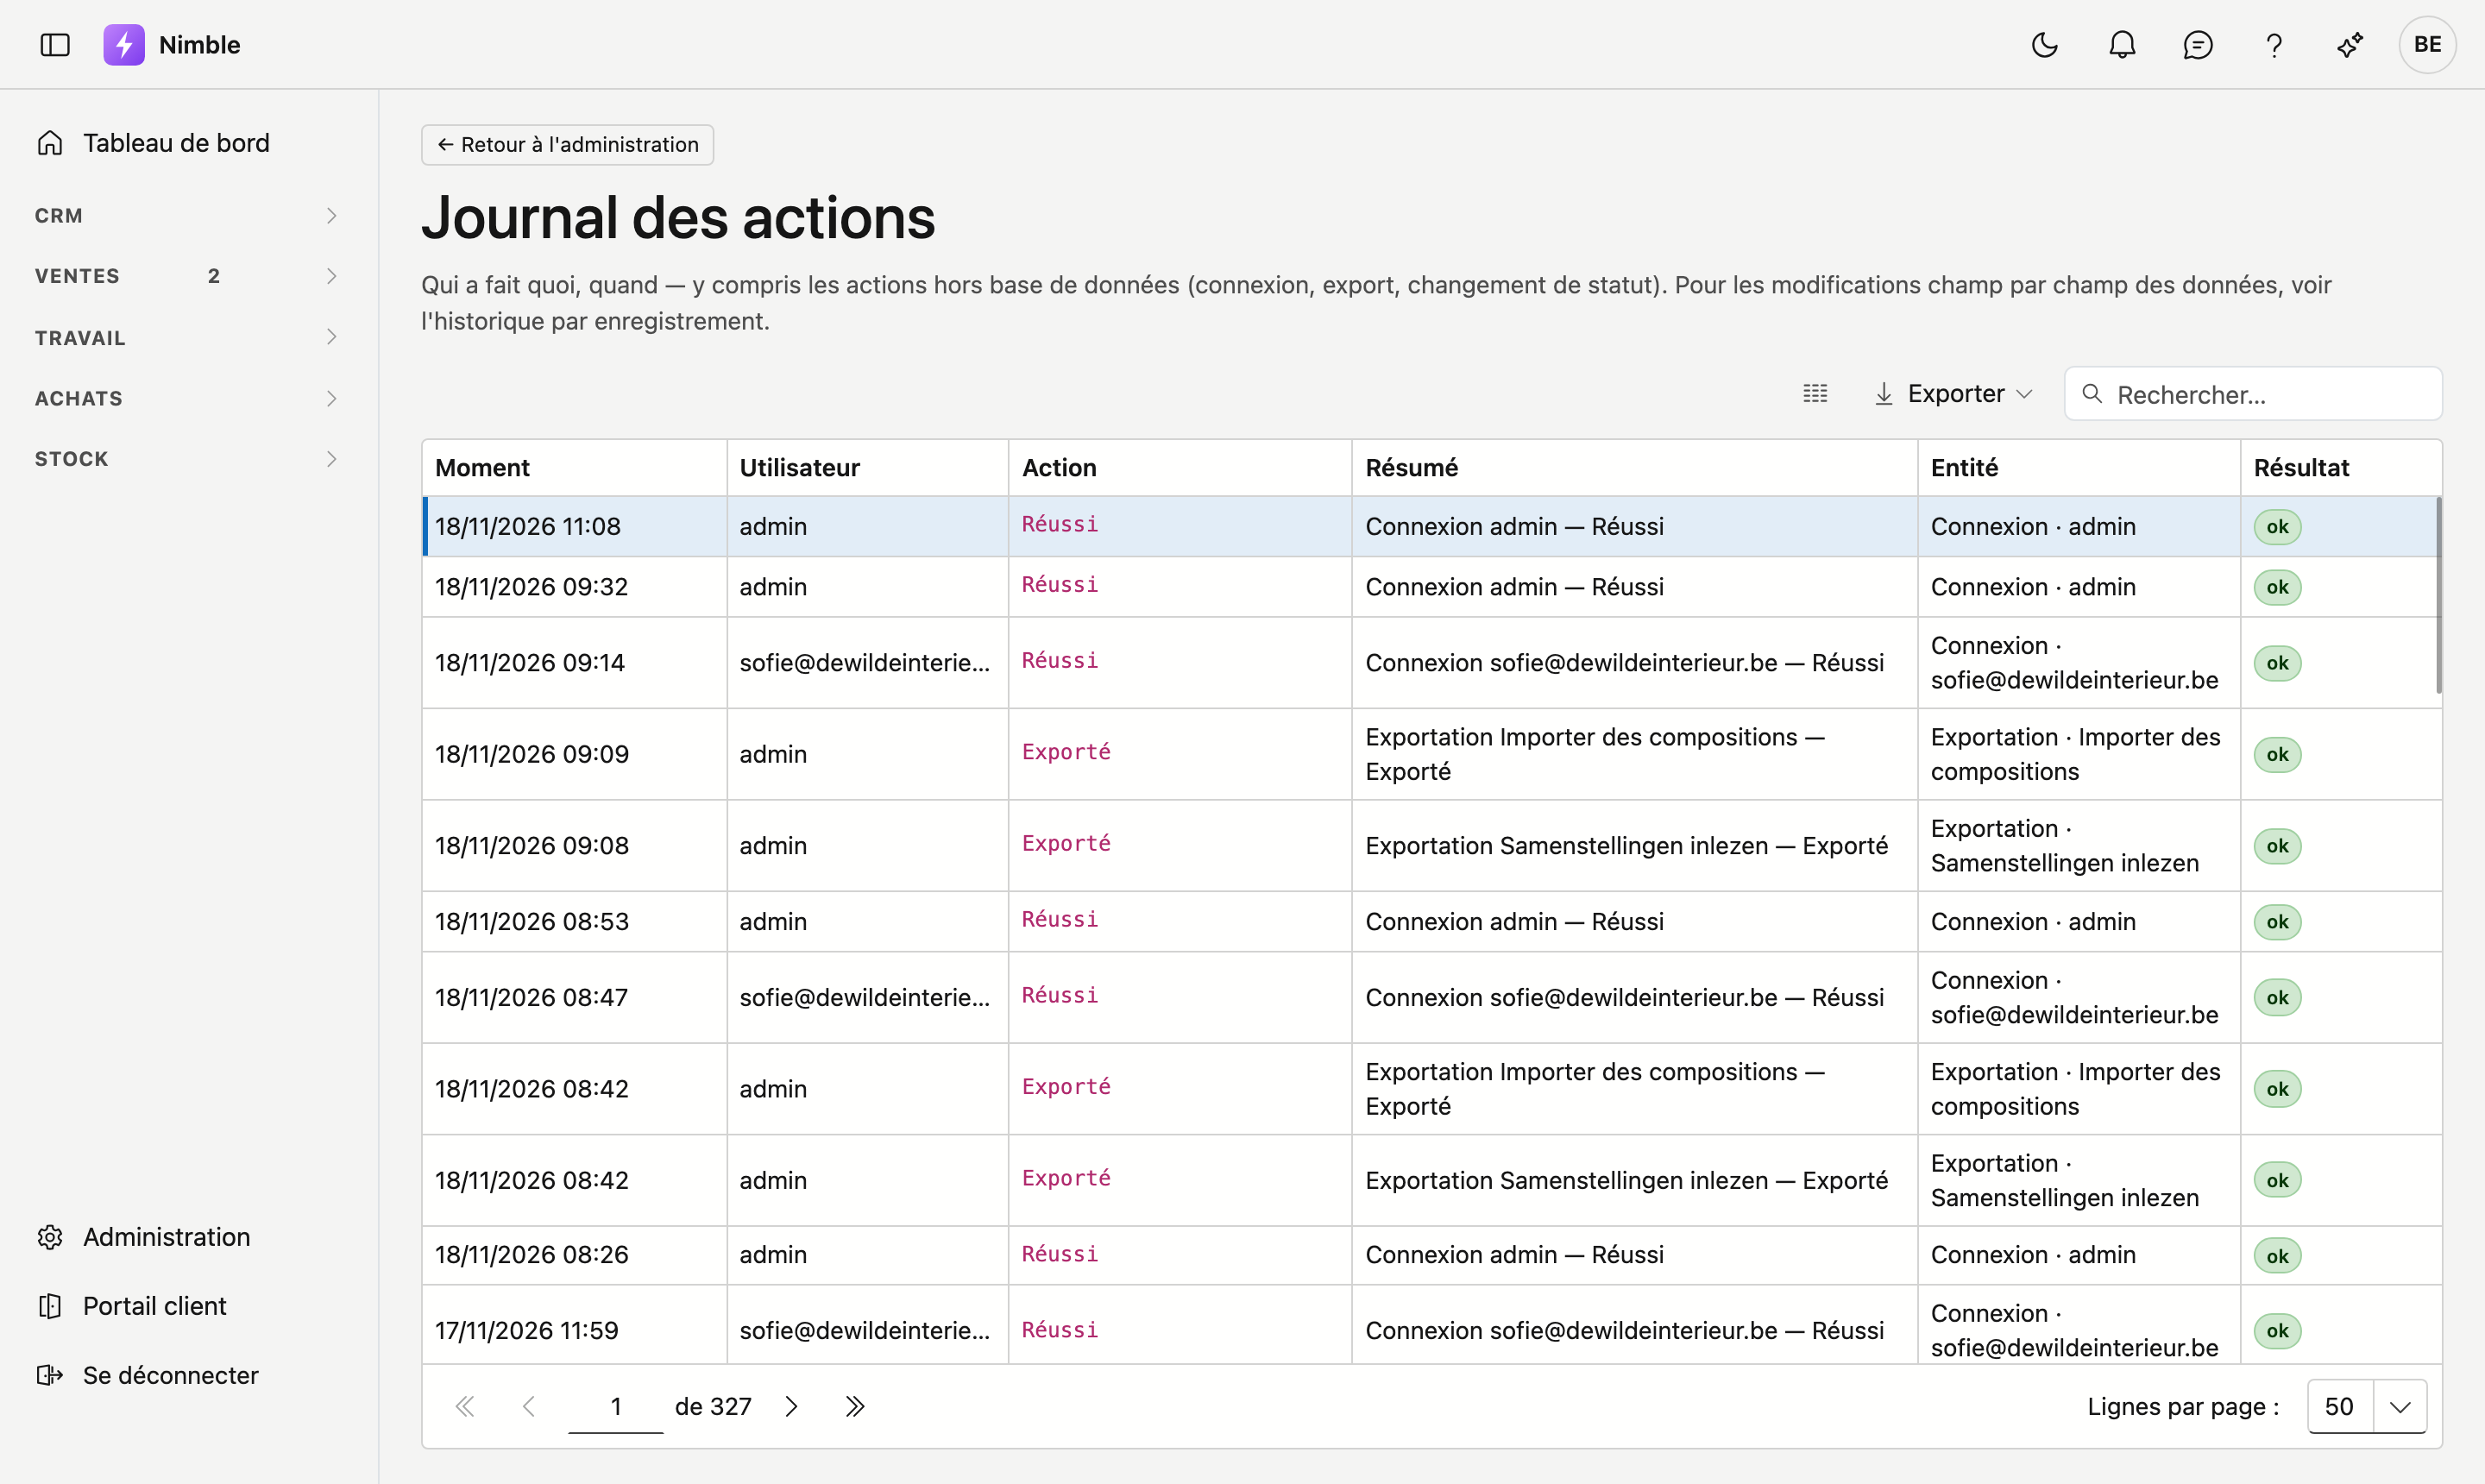 Nimble
BE
Tableau de bord
CRM
VENTES 2
TRAVAIL
ACHATS
STOCK
Administration
Portail client
Se déconnecter
← Retour à l'administration
Journal des actions
Qui a fait quoi, quand — y compris les actions hors base de données (connexion, export, changement de statut). Pour les modifications champ par champ des données, voir
l'historique par enregistrement.
Exporter
Rechercher...
Moment Utilisateur Action Résumé Entité Résultat
18/11/2026 11:08 admin Réussi Connexion admin — Réussi Connexion · admin ok
18/11/2026 09:32 admin Réussi Connexion admin — Réussi Connexion · admin ok
18/11/2026 09:14 sofie@dewildeinterie... Réussi Connexion sofie@dewildeinterieur.be — Réussi Connexion ·
sofie@dewildeinterieur.be ok
18/11/2026 09:09 admin Exporté Exportation Importer des compositions —
Exporté Exportation · Importer des
compositions ok
18/11/2026 09:08 admin Exporté Exportation Samenstellingen inlezen — Exporté Exportation ·
Samenstellingen inlezen ok
18/11/2026 08:53 admin Réussi Connexion admin — Réussi Connexion · admin ok
18/11/2026 08:47 sofie@dewildeinterie... Réussi Connexion sofie@dewildeinterieur.be — Réussi Connexion ·
sofie@dewildeinterieur.be ok
18/11/2026 08:42 admin Exporté Exportation Importer des compositions —
Exporté Exportation · Importer des
compositions ok
18/11/2026 08:42 admin Exporté Exportation Samenstellingen inlezen — Exporté Exportation ·
Samenstellingen inlezen ok
18/11/2026 08:26 admin Réussi Connexion admin — Réussi Connexion · admin ok
17/11/2026 11:59 sofie@dewildeinterie... Réussi Connexion sofie@dewildeinterieur.be — Réussi Connexion ·
sofie@dewildeinterieur.be ok
1 de 327
Lignes par page : 50